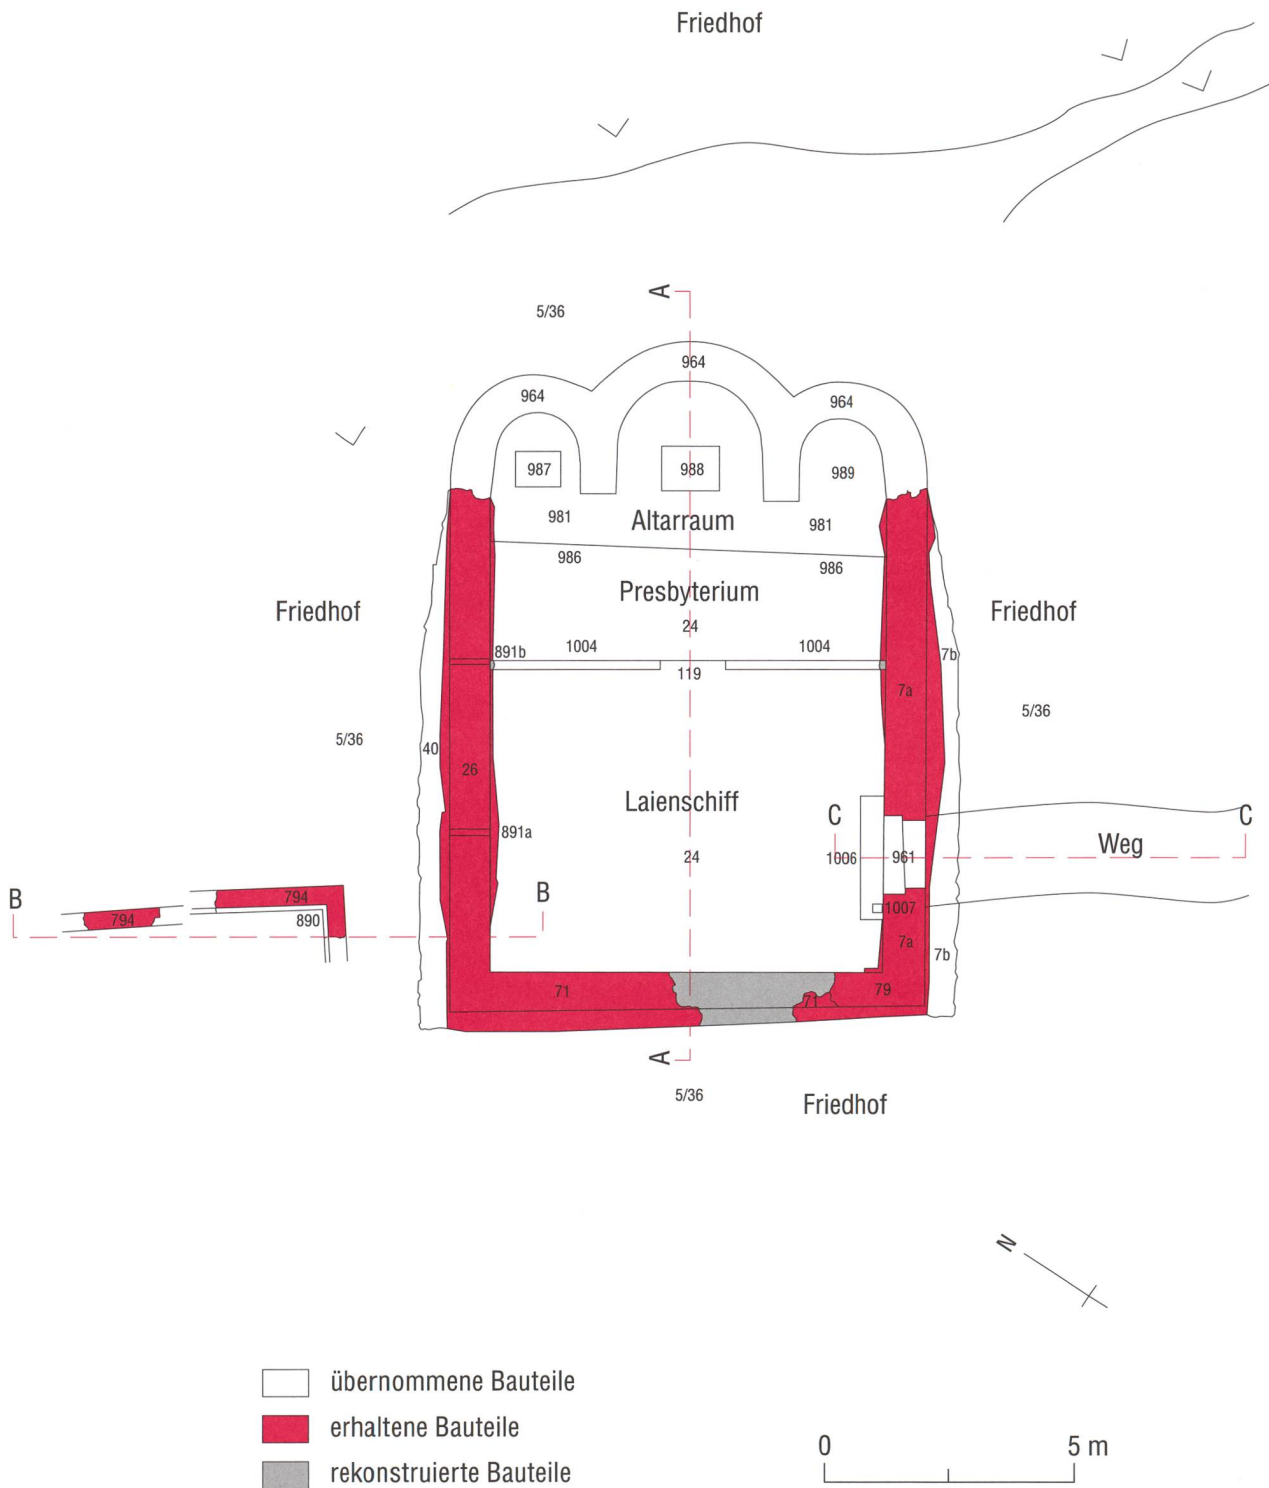 Friedhof
A
5/36
964
964
964
987
988
989
981
Altarraum
981
986
986
Friedhof
Presbyterium
Friedhof
24
891b
1004
1004
7b
119
7a
5/36
5/36
40
26
Laienschiff
C
C
891a
24
1006
961
Weg
B
794
794
890
B
1007
7a
7b
71
71
79
A
5/36
Friedhof
N
übernommene Bauteile
erhaltene Bauteile
rekonstruierte Bauteile
0
5 m